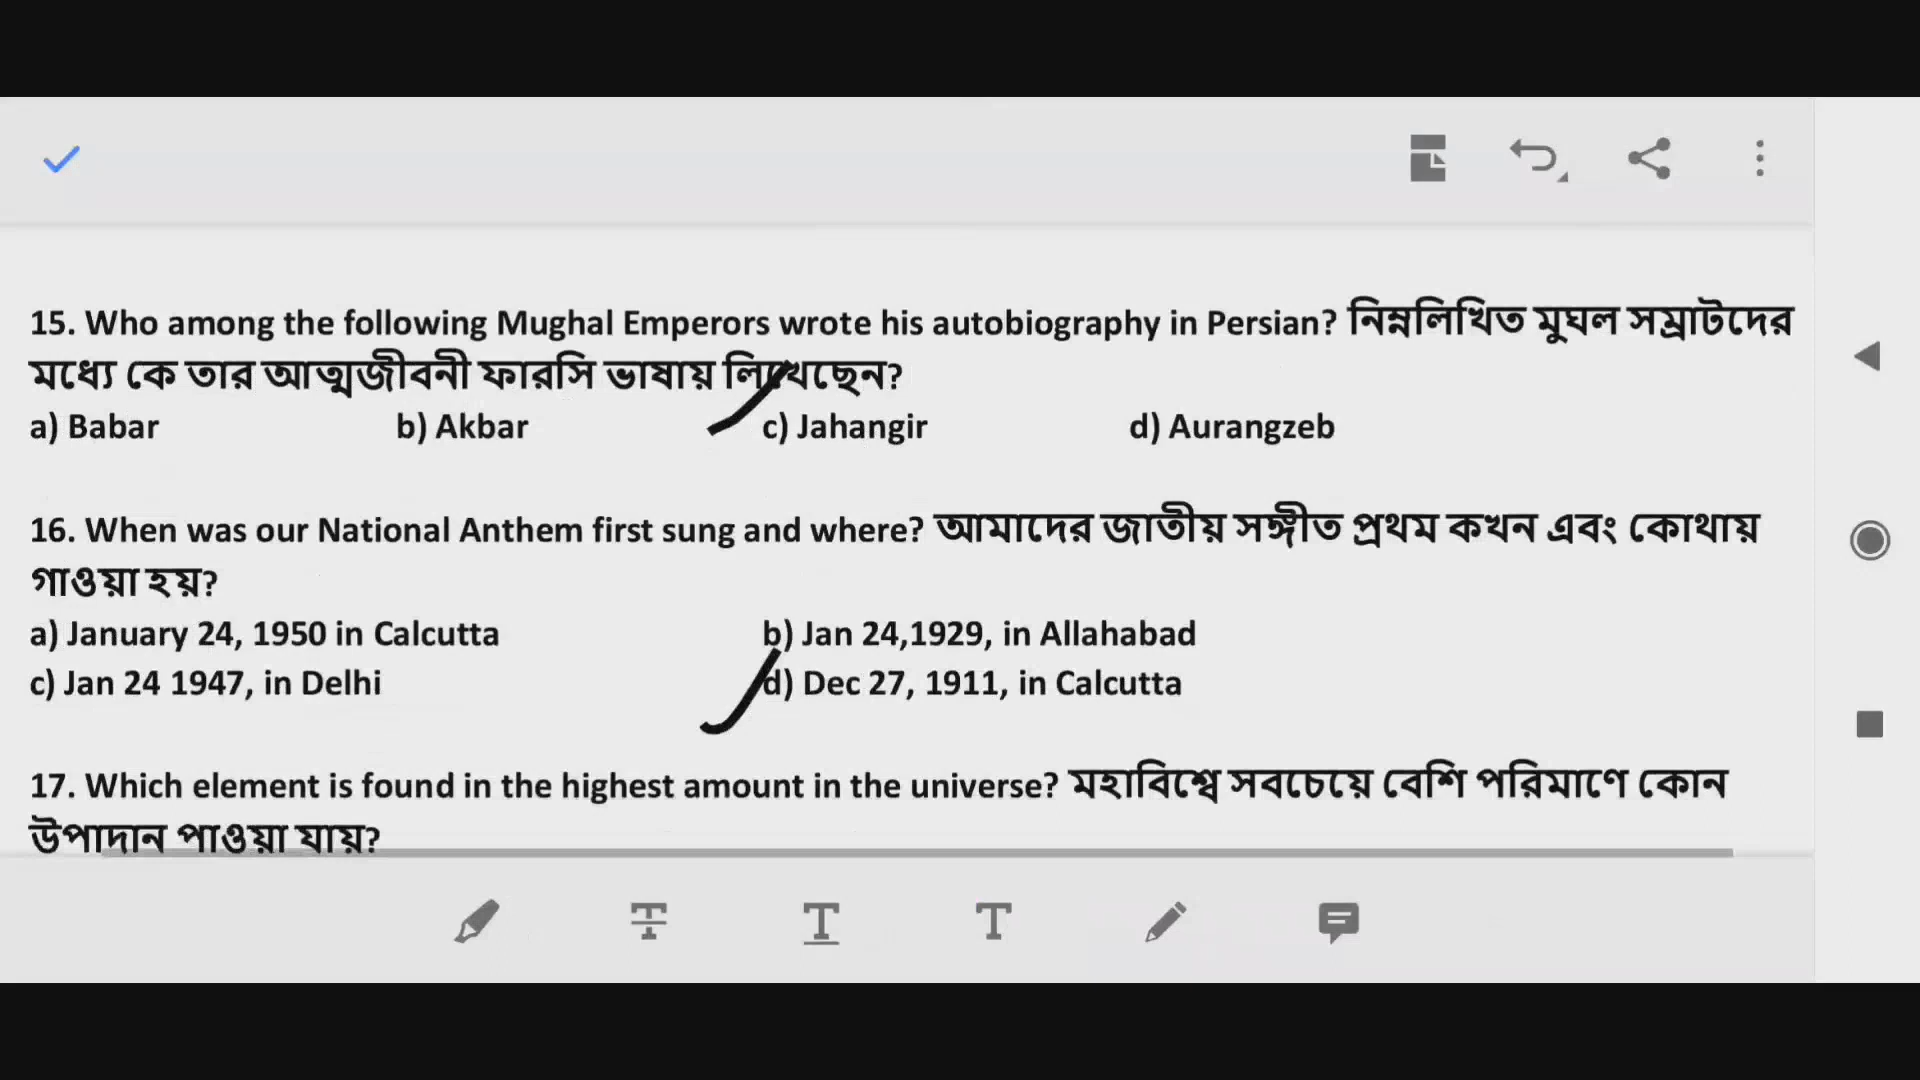 15. Who among the following Mughal Emperors wrote his autobiography in Persian? নিম্নলিখিত মুঘল সম্রাটদের
মধ্যে কে তার আত্মজীবনী ফারসি ভাষায় লিখেছেন?
a) Babar b) Akbar c) Jahangir d) Aurangzeb
16. When was our National Anthem first sung and where? আমাদের জাতীয় সঙ্গীত প্রথম কখন এবং কোথায়
গাওয়া হয়?
a) January 24, 1950 in Calcutta b) Jan 24,1929, in Allahabad
c) Jan 24 1947, in Delhi d) Dec 27, 1911, in Calcutta
17. Which element is found in the highest amount in the universe? মহাবিশ্বে সবচেয়ে বেশি পরিমাণে কোন
উপাদান পাওয়া যায়?